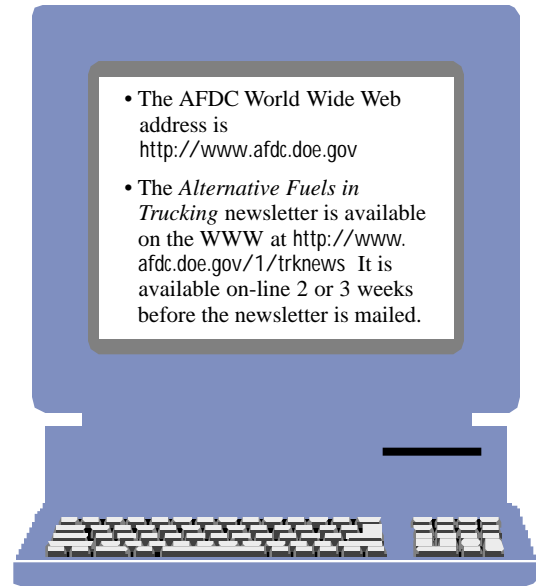 • The AFDC World Wide Web
address is
http://www.afdc.doe.gov
• The Alternative Fuels in
Trucking newsletter is available
on the WWW at http://www.
afdc.doe.gov/1/trknews It is
available on-line 2 or 3 weeks
before the newsletter is mailed.